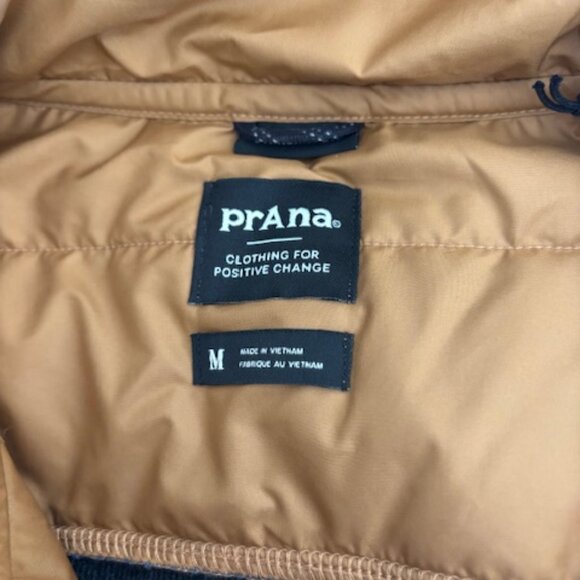 prAna®
CLOTHING FOR
POSITIVE CHANGE
M
MADE IN VIETNAM
FABRIQUE AU VIETNAM